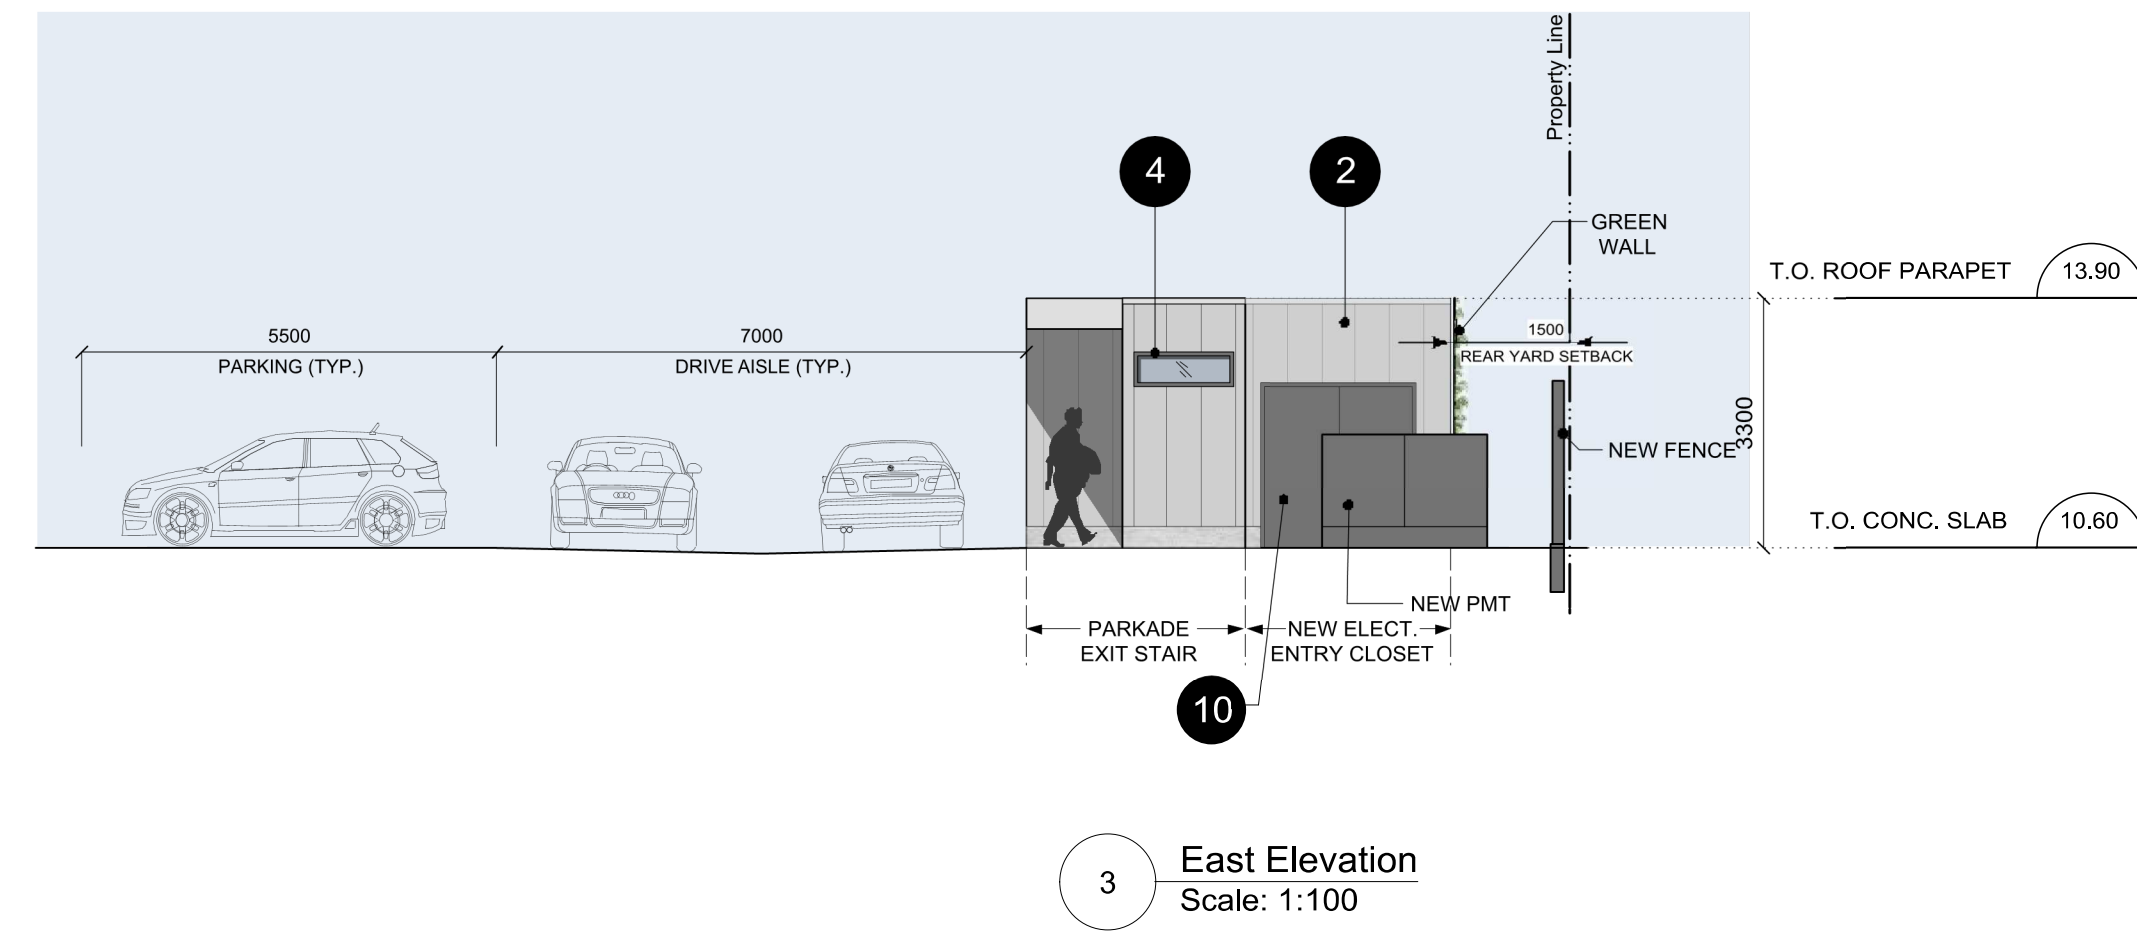 Property Line
4
2
GREEN
WALL
T.O. ROOF PARAPET
13.90
5500
PARKING (TYP.)
7000
DRIVE AISLE (TYP.)
1500
REAR YARD SETBACK
3300
NEW FENCE
T.O. CONC. SLAB
10.60
NEW PMT
PARKADE
EXIT STAIR
NEW ELECT.
ENTRY CLOSET
10
3
East Elevation
Scale: 1:100